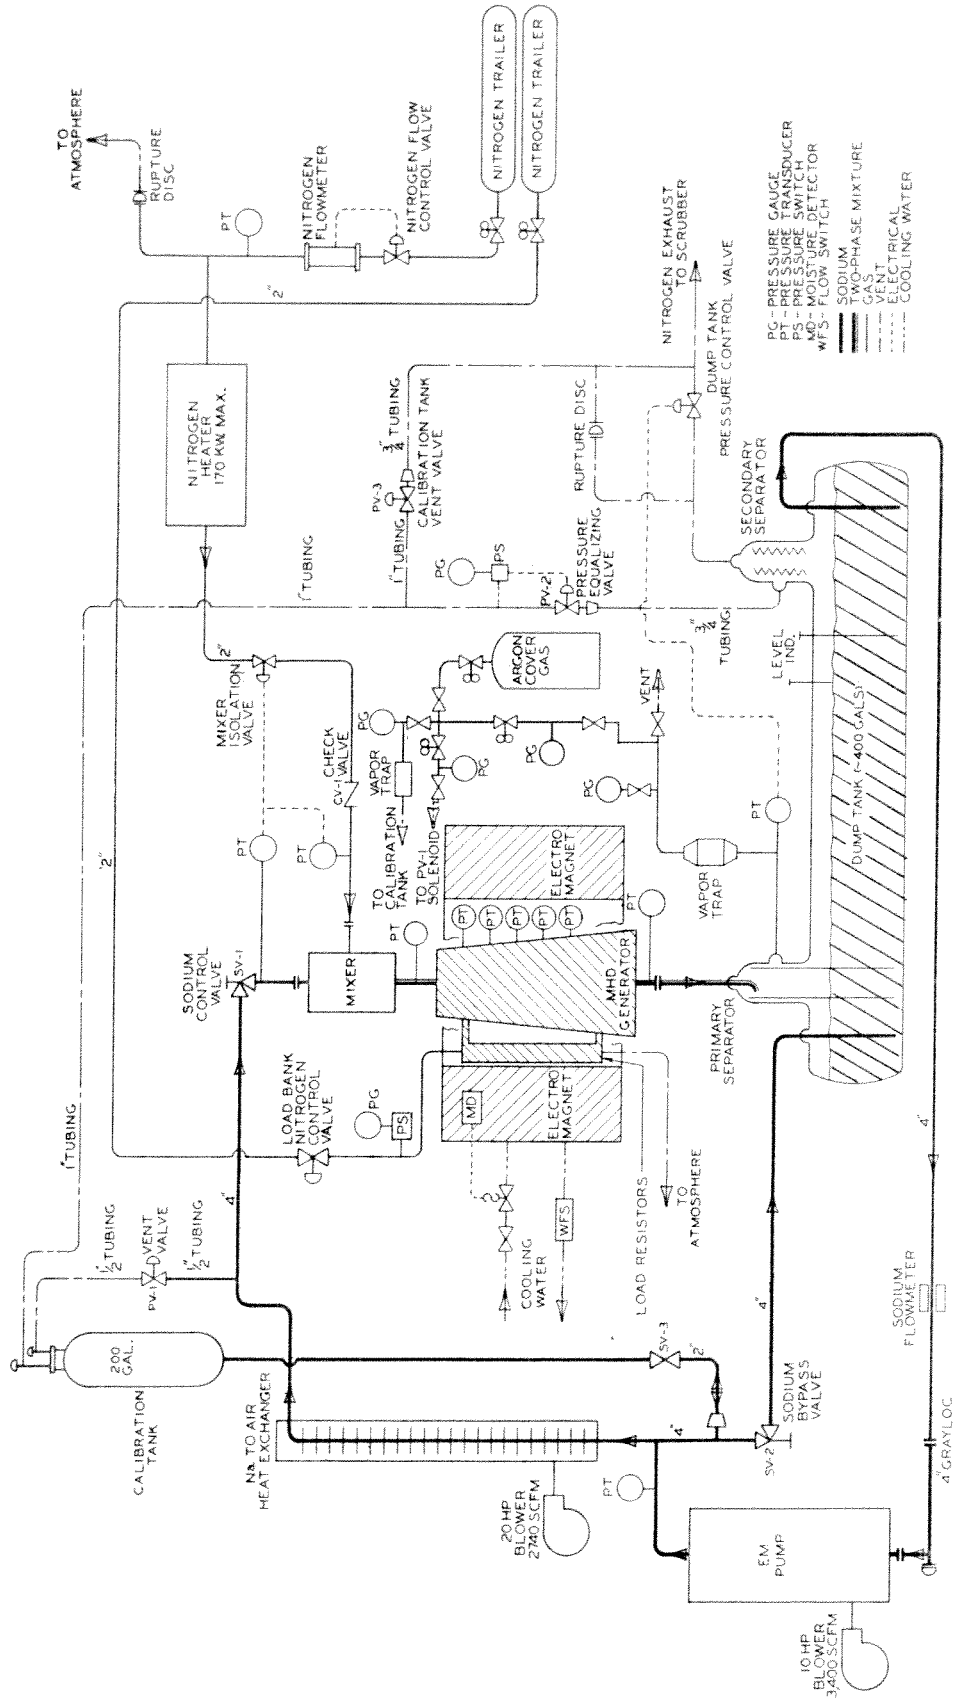 TO
ATMOSPHERE
RUPTURE
DISC
PT
NITROGEN
FLOWMETER
NITROGEN FLOW
CONTROL VALVE
NITROGEN TRAILER
NITROGEN TRAILER
2"
NITROGEN
HEATER
170 KW. MAX.
NITROGEN EXHAUST
TO SCRUBBER
DUMP TANK
PRESSURE CONTROL VALVE
PG - PRESSURE GAUGE
PT - PRESSURE TRANSDUCER
PS - PRESSURE SWITCH
MD - MOISTURE DETECTOR
WFS - FLOW SWITCH
SODIUM
TWO-PHASE MIXTURE
GAS
VENT
ELECTRICAL
COOLING WATER
3/4" TUBING
PV-3
CALIBRATION TANK
VENT VALVE
RUPTURE DISC
SECONDARY
SEPARATOR
1" TUBING
1" TUBING
PG
PS
PV-2
PRESSURE
EQUALIZING
VALVE
3/4"
TUBING
LEVEL
IND.
2"
MIXER
ISOLATION
VALVE
CHECK
VALVE
CV-1
PG
VAPOR
TRAP
ARGON
COVER
GAS
PG
PG
VENT
PG
TO
CALIBRATION
TANK
TO PV-1
SOLENOID
PT
PT
PT
VAPOR
TRAP
DUMP TANK (~400 GALS)
"2"
SODIUM
CONTROL
VALVE
SV-1
MIXER
PT
PT
PT
PT
PT
PT
ELECTRO
MAGNET
PT
MHD
GENERATOR
PRIMARY
SEPARATOR
1" TUBING
LOAD BANK
NITROGEN
CONTROL
VALVE
PG
PS
MD
ELECTRO
MAGNET
4"
WFS
COOLING
WATER
LOAD RESISTORS
TO
ATMOSPHERE
4"
1/2" TUBING
VENT
VALVE
PV-1
1/2" TUBING
200
GAL.
CALIBRATION
TANK
SV-3
2"
4"
SODIUM
FLOWMETER
Na TO AIR
HEAT EXCHANGER
4"
SODIUM
BYPASS
VALVE
SV-2
20 HP
BLOWER
2740 SCFM
PT
4" GRAYLOC
EM
PUMP
10 HP
BLOWER
3,400 SCFM